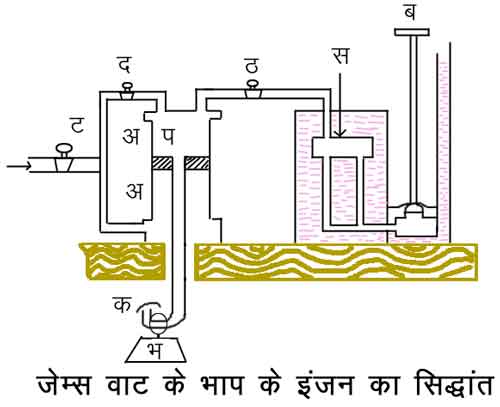 ब
द
ठ
स
ट
अ
प
अ
क
भ
जेम्स वाट के भाप के इंजन का सिद्धांत